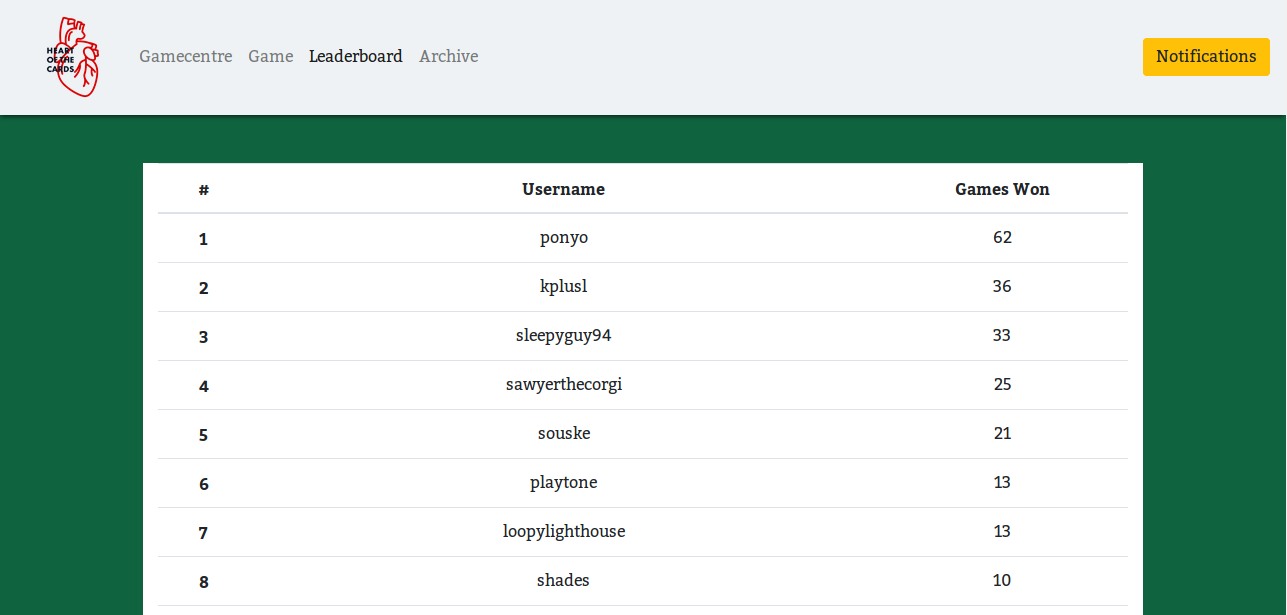 HEART
OF THE
CARDS
Gamecentre Game Leaderboard Archive
Notifications
# Username Games Won
1 ponyo 62
2 kplusl 36
3 sleepyguy94 33
4 sawyerthecorgi 25
5 souske 21
6 playtone 13
7 loopylighthouse 13
8 shades 10